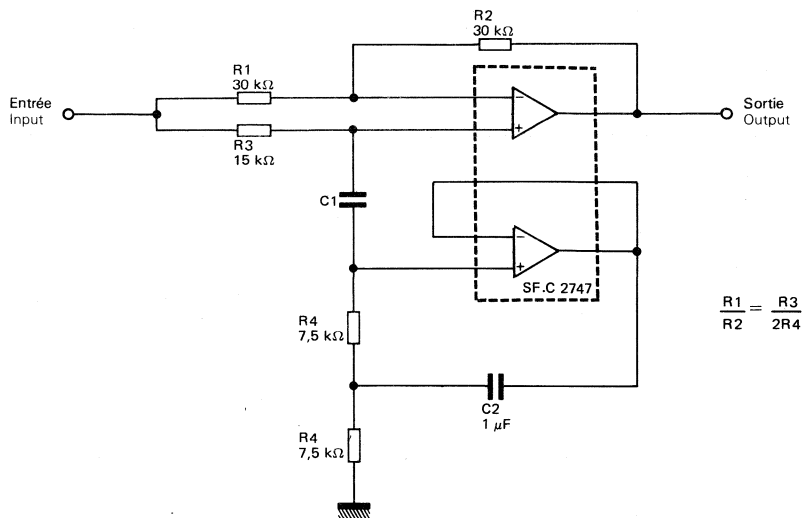 R2
30 kΩ
R1
30 kΩ
Entrée
Input
Sortie
Output
R3
15 kΩ
C1
SF.C 2747
R1/R2 = R3/2R4
R4
7,5 kΩ
C2
1 μF
R4
7,5 kΩ